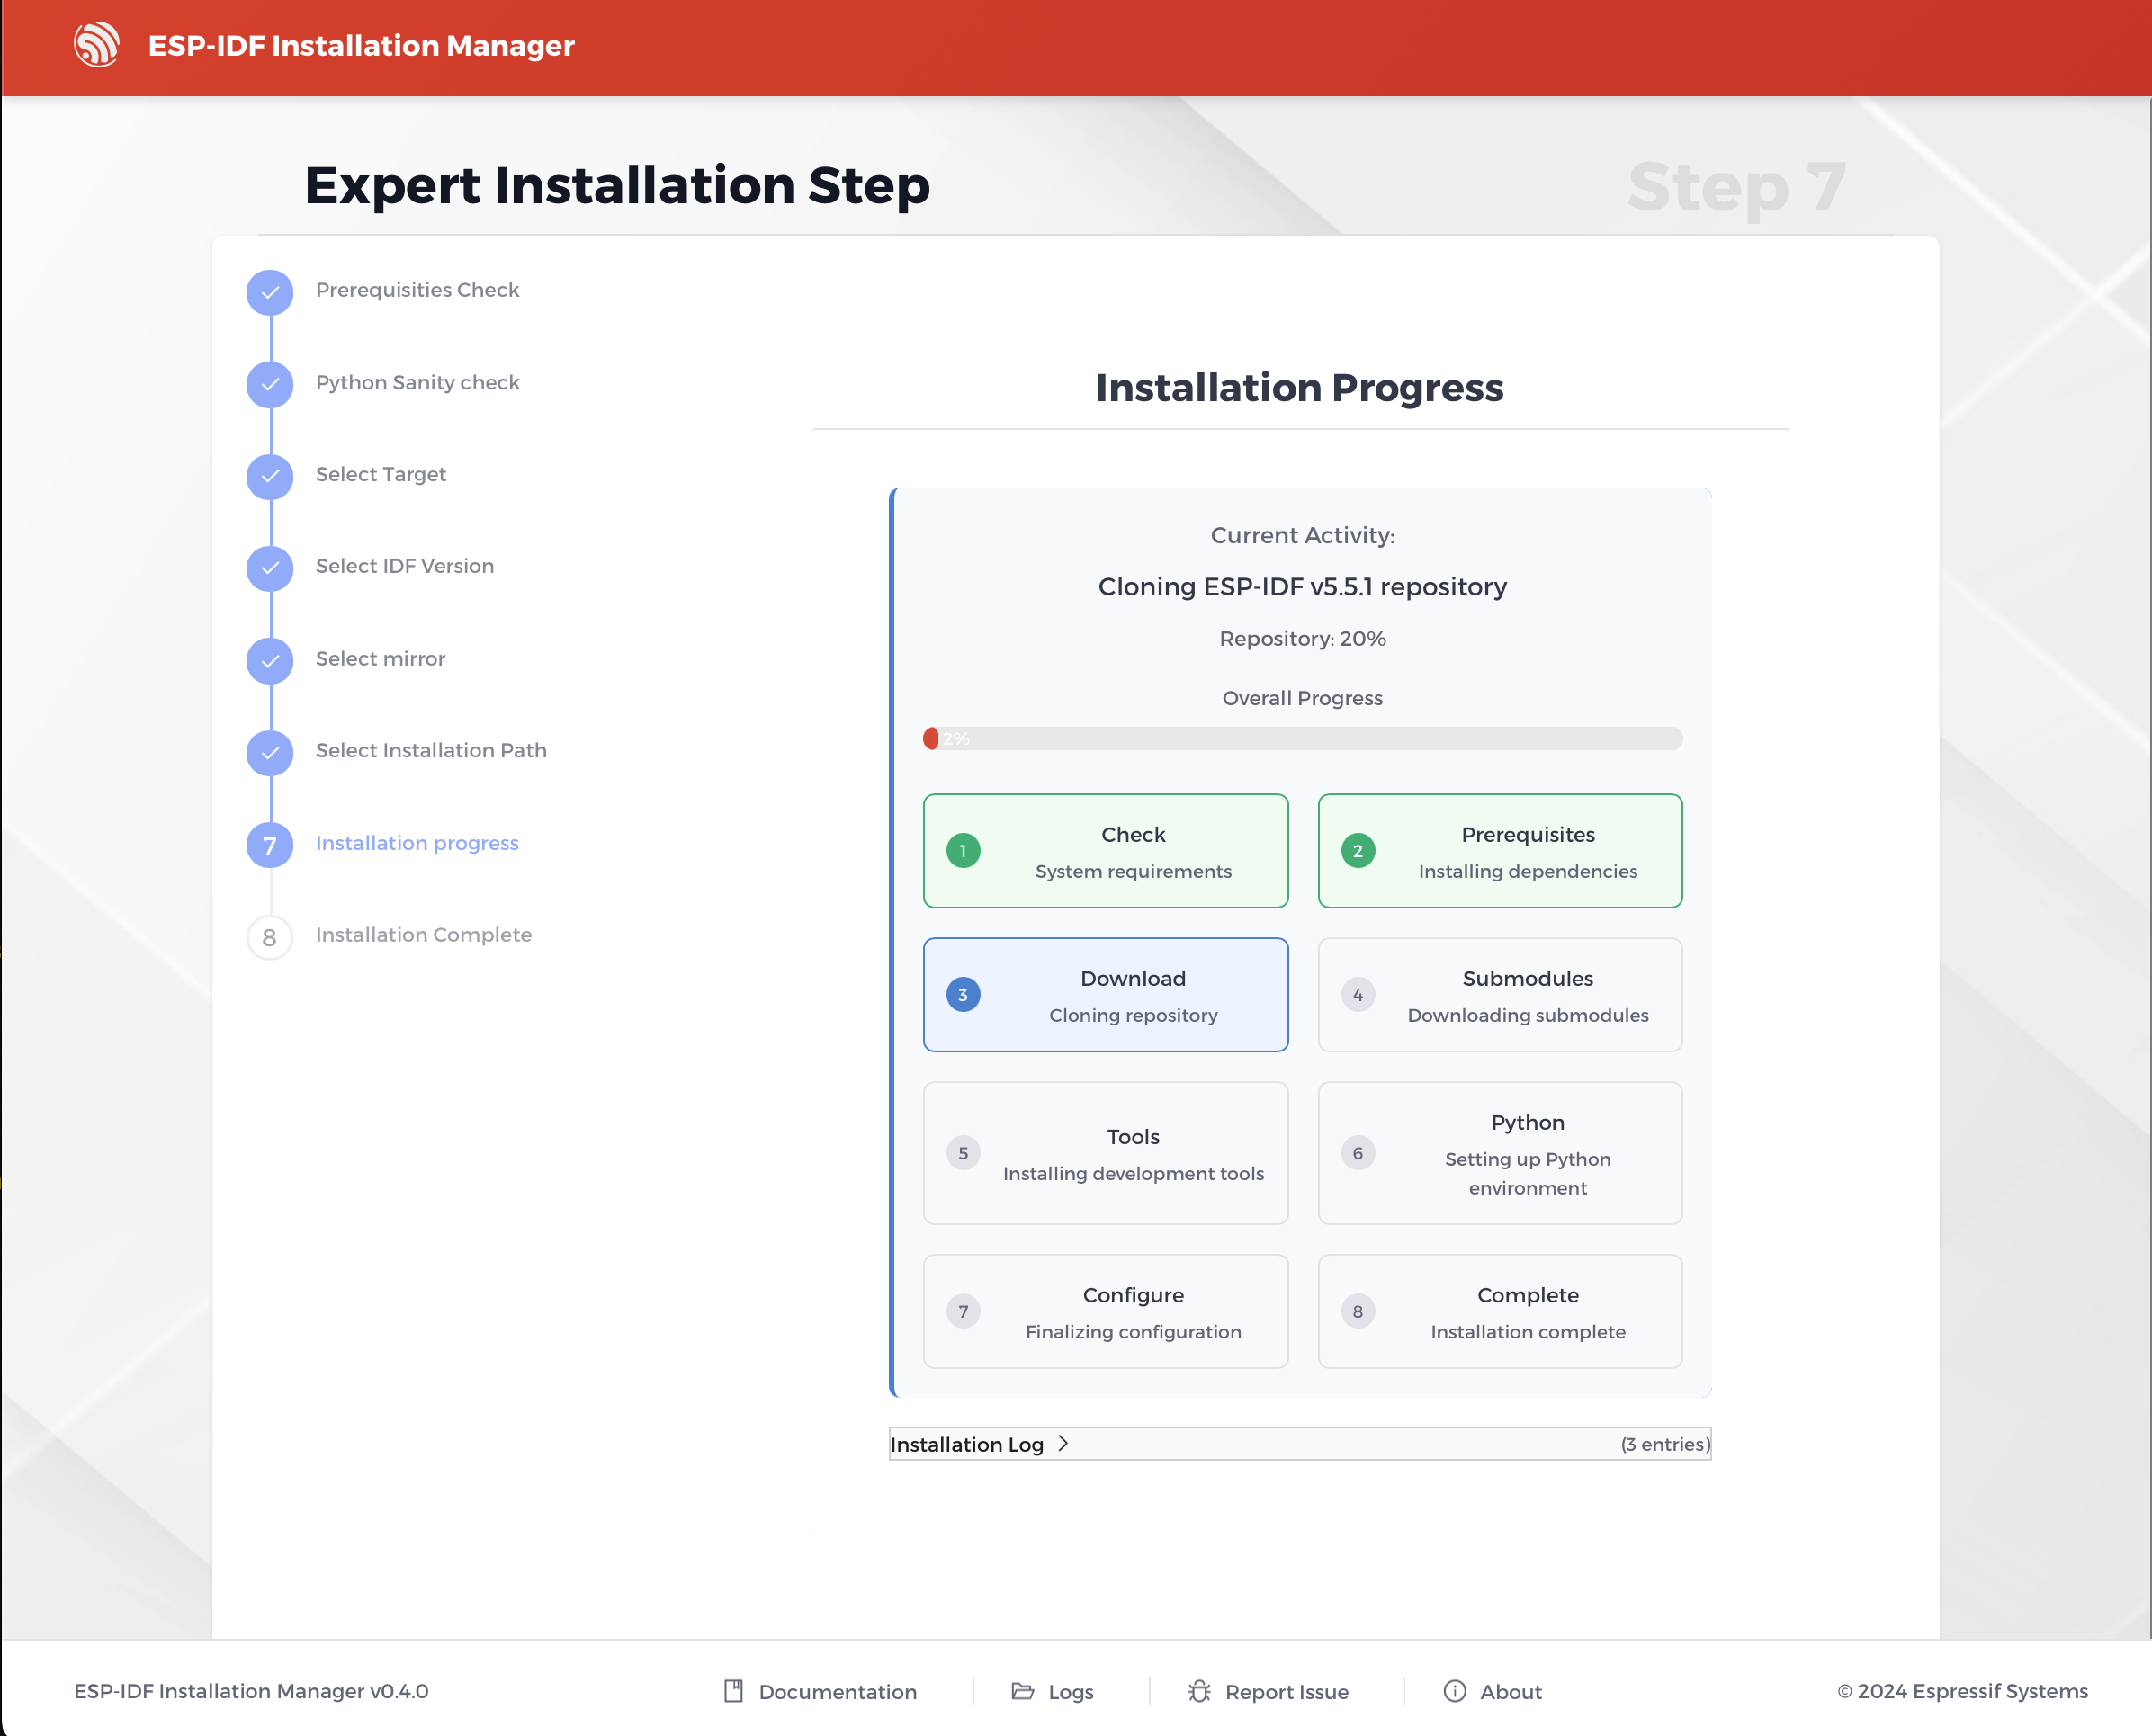 ESP-IDF Installation Manager
Expert Installation Step
Step 7
Prerequisities Check
Python Sanity check
Select Target
Select IDF Version
Select mirror
Select Installation Path
7
Installation progress
8
Installation Complete
Installation Progress
Current Activity:
Cloning ESP-IDF v5.5.1 repository
Repository: 20%
Overall Progress
2%
1
Check
System requirements
2
Prerequisites
Installing dependencies
3
Download
Cloning repository
4
Submodules
Downloading submodules
5
Tools
Installing development tools
6
Python
Setting up Python
environment
7
Configure
Finalizing configuration
8
Complete
Installation complete
Installation Log
(3 entries)
ESP-IDF Installation Manager v0.4.0
Documentation
Logs
Report Issue
About
© 2024 Espressif Systems